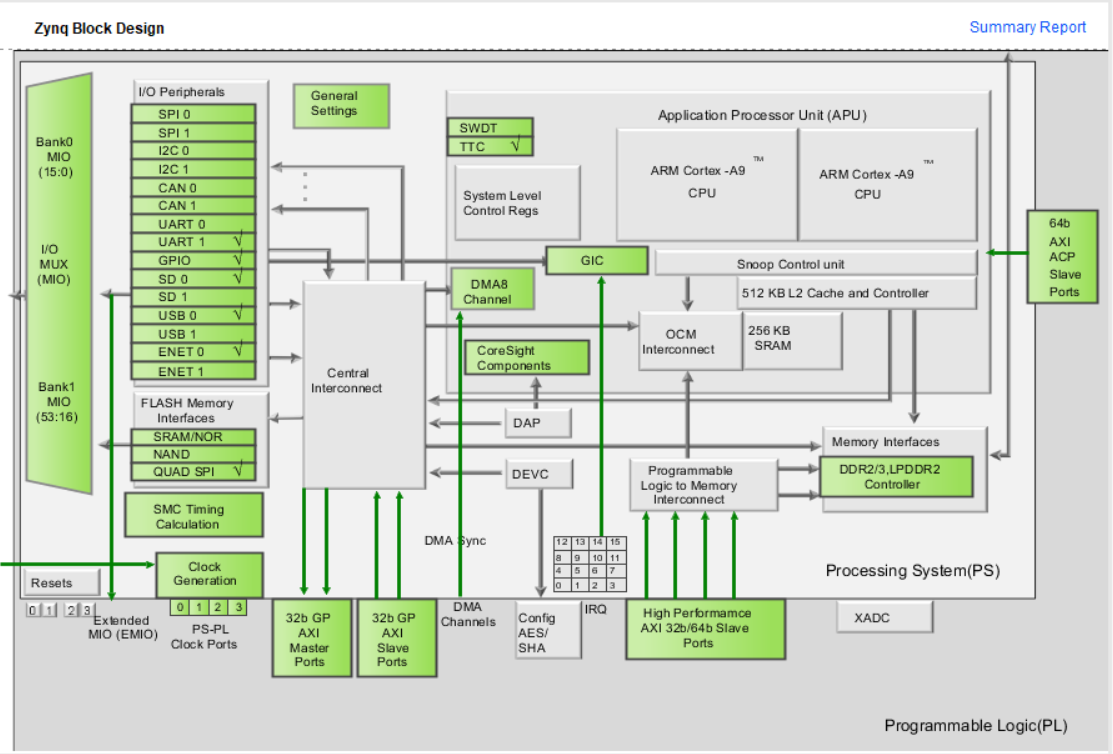 Zynq Block Design
Summary Report
I/O Peripherals
SPI 0
SPI 1
I2C 0
I2C 1
CAN 0
CAN 1
UART 0
UART 1 √
GPIO √
SD 0 √
SD 1
USB 0 √
USB 1
ENET 0 √
ENET 1
Bank0
MIO
(15:0)
I/O
MUX
(MIO)
Bank1
MIO
(53:16)
FLASH Memory
Interfaces
SRAM/NOR
NAND
QUAD SPI √
SMC Timing
Calculation
General
Settings
Application Processor Unit (APU)
SWDT
TTC √
System Level
Control Regs
ARM Cortex -A9 ™
CPU
ARM Cortex -A9 ™
CPU
GIC
Snoop Control unit
512 KB L2 Cache and Controller
DMA8
Channel
OCM
Interconnect
256 KB
SRAM
CoreSight
Components
Central
Interconnect
DAP
DEVC
Programmable
Logic to Memory
Interconnect
Memory Interfaces
DDR2/3,LPDDR2
Controller
64b
AXI
ACP
Slave
Ports
DMA Sync
12 13 14 15
8 9 10 11
4 5 6 7
0 1 2 3
Processing System(PS)
Resets
0 1 2 3
Clock
Generation
0 1 2 3
Extended
MIO (EMIO)
PS-PL
Clock Ports
32b GP
AXI
Master
Ports
32b GP
AXI
Slave
Ports
DMA
Channels
Config
AES/
SHA
IRQ
High Performamce
AXI 32b/64b Slave
Ports
XADC
Programmable Logic(PL)